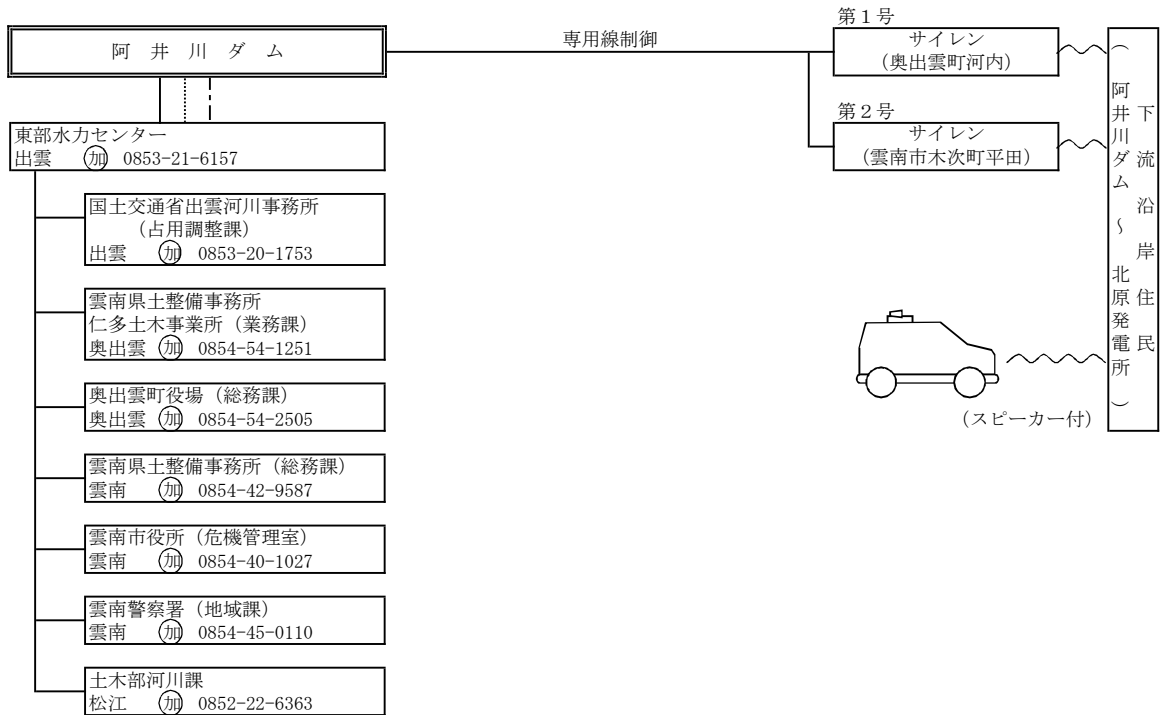 阿井川ダム
専用線制御
第1号
サイレン
(奥出雲町河内)
第2号
サイレン
(雲南市木次町平田)
東部水力センター
出雲 加 0853-21-6157
国土交通省出雲河川事務所
(占用調整課)
出雲 加 0853-20-1753
雲南県土整備事務所
仁多土木事業所(業務課)
奥出雲 加 0854-54-1251
奥出雲町役場(総務課)
奥出雲 加 0854-54-2505
雲南県土整備事務所(総務課)
雲南 加 0854-42-9587
雲南市役所(危機管理室)
雲南 加 0854-40-1027
雲南警察署(地域課)
雲南 加 0854-45-0110
土木部河川課
松江 加 0852-22-6363
下流沿岸住民
(阿井川ダム~北原発電所)
(スピーカー付)